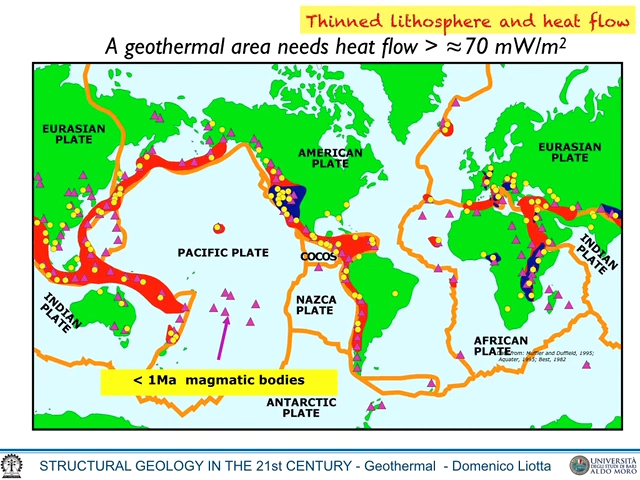 Thinned lithosphere and heat flow
A geothermal area needs heat flow > ≈70 mW/m²
EURASIAN
PLATE
AMERICAN
PLATE
EURASIAN
PLATE
PACIFIC PLATE
COCOS
INDIAN
PLATE
INDIAN
PLATE
NAZCA
PLATE
AFRICAN
PLATE
from: Muffler and Duffield, 1995;
Aquater, 1995; Best, 1982
< 1Ma magmatic bodies
ANTARCTIC
PLATE
STRUCTURAL GEOLOGY IN THE 21st CENTURY - Geothermal - Domenico Liotta
UNIVERSITÀ
DEGLI STUDI DI BARI
ALDO MORO